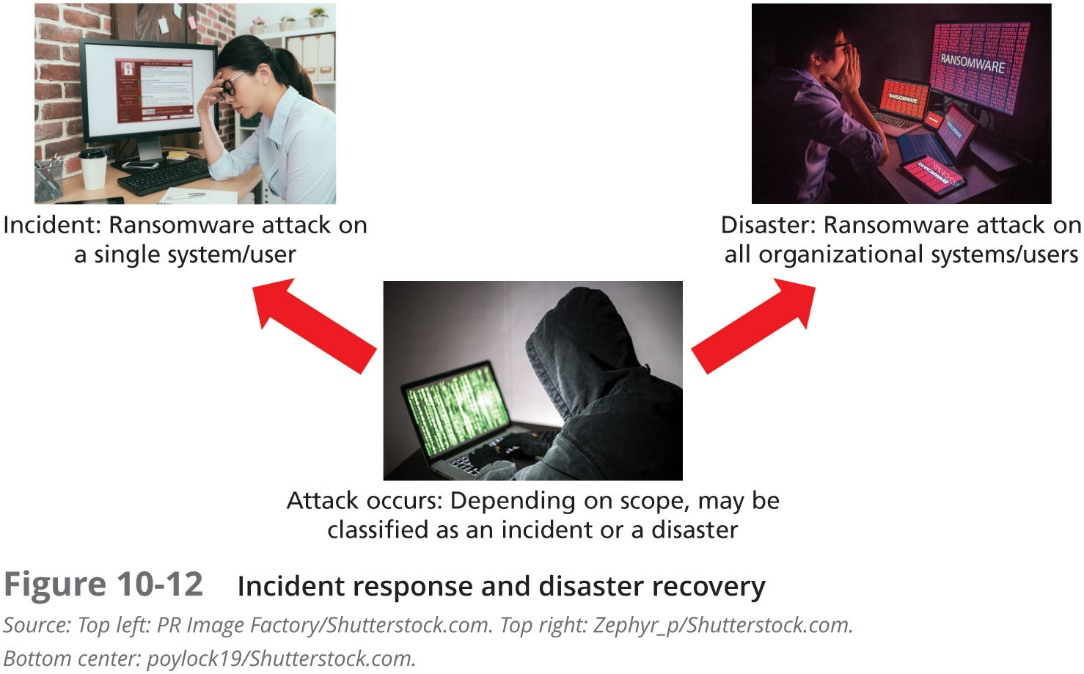 RANSOMWARE
RANSOMWARE
RANSOMWARE
Incident: Ransomware attack on
a single system/user
Disaster: Ransomware attack on
all organizational systems/users
Attack occurs: Depending on scope, may be
classified as an incident or a disaster
Figure 10-12 Incident response and disaster recovery
Source: Top left: PR Image Factory/Shutterstock.com. Top right: Zephyr_p/Shutterstock.com.
Bottom center: poylock19/Shutterstock.com.